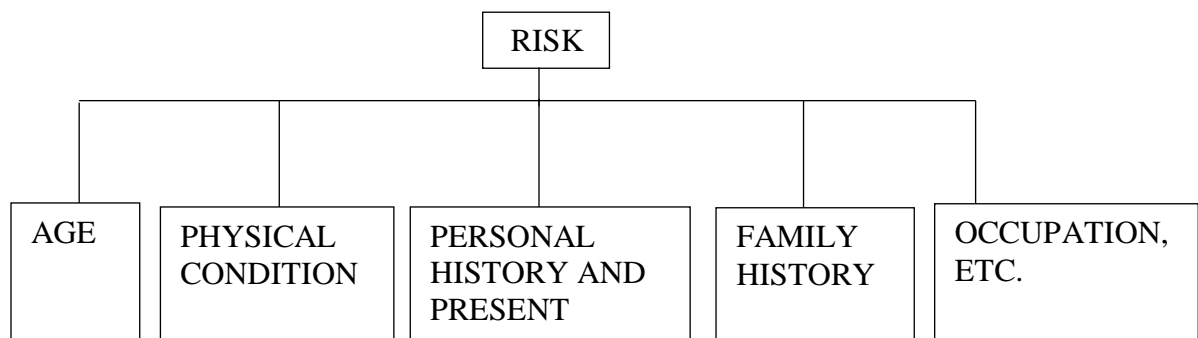 RISK
AGE
PHYSICAL
CONDITION
PERSONAL
HISTORY AND
PRESENT
FAMILY
HISTORY
OCCUPATION,
ETC.